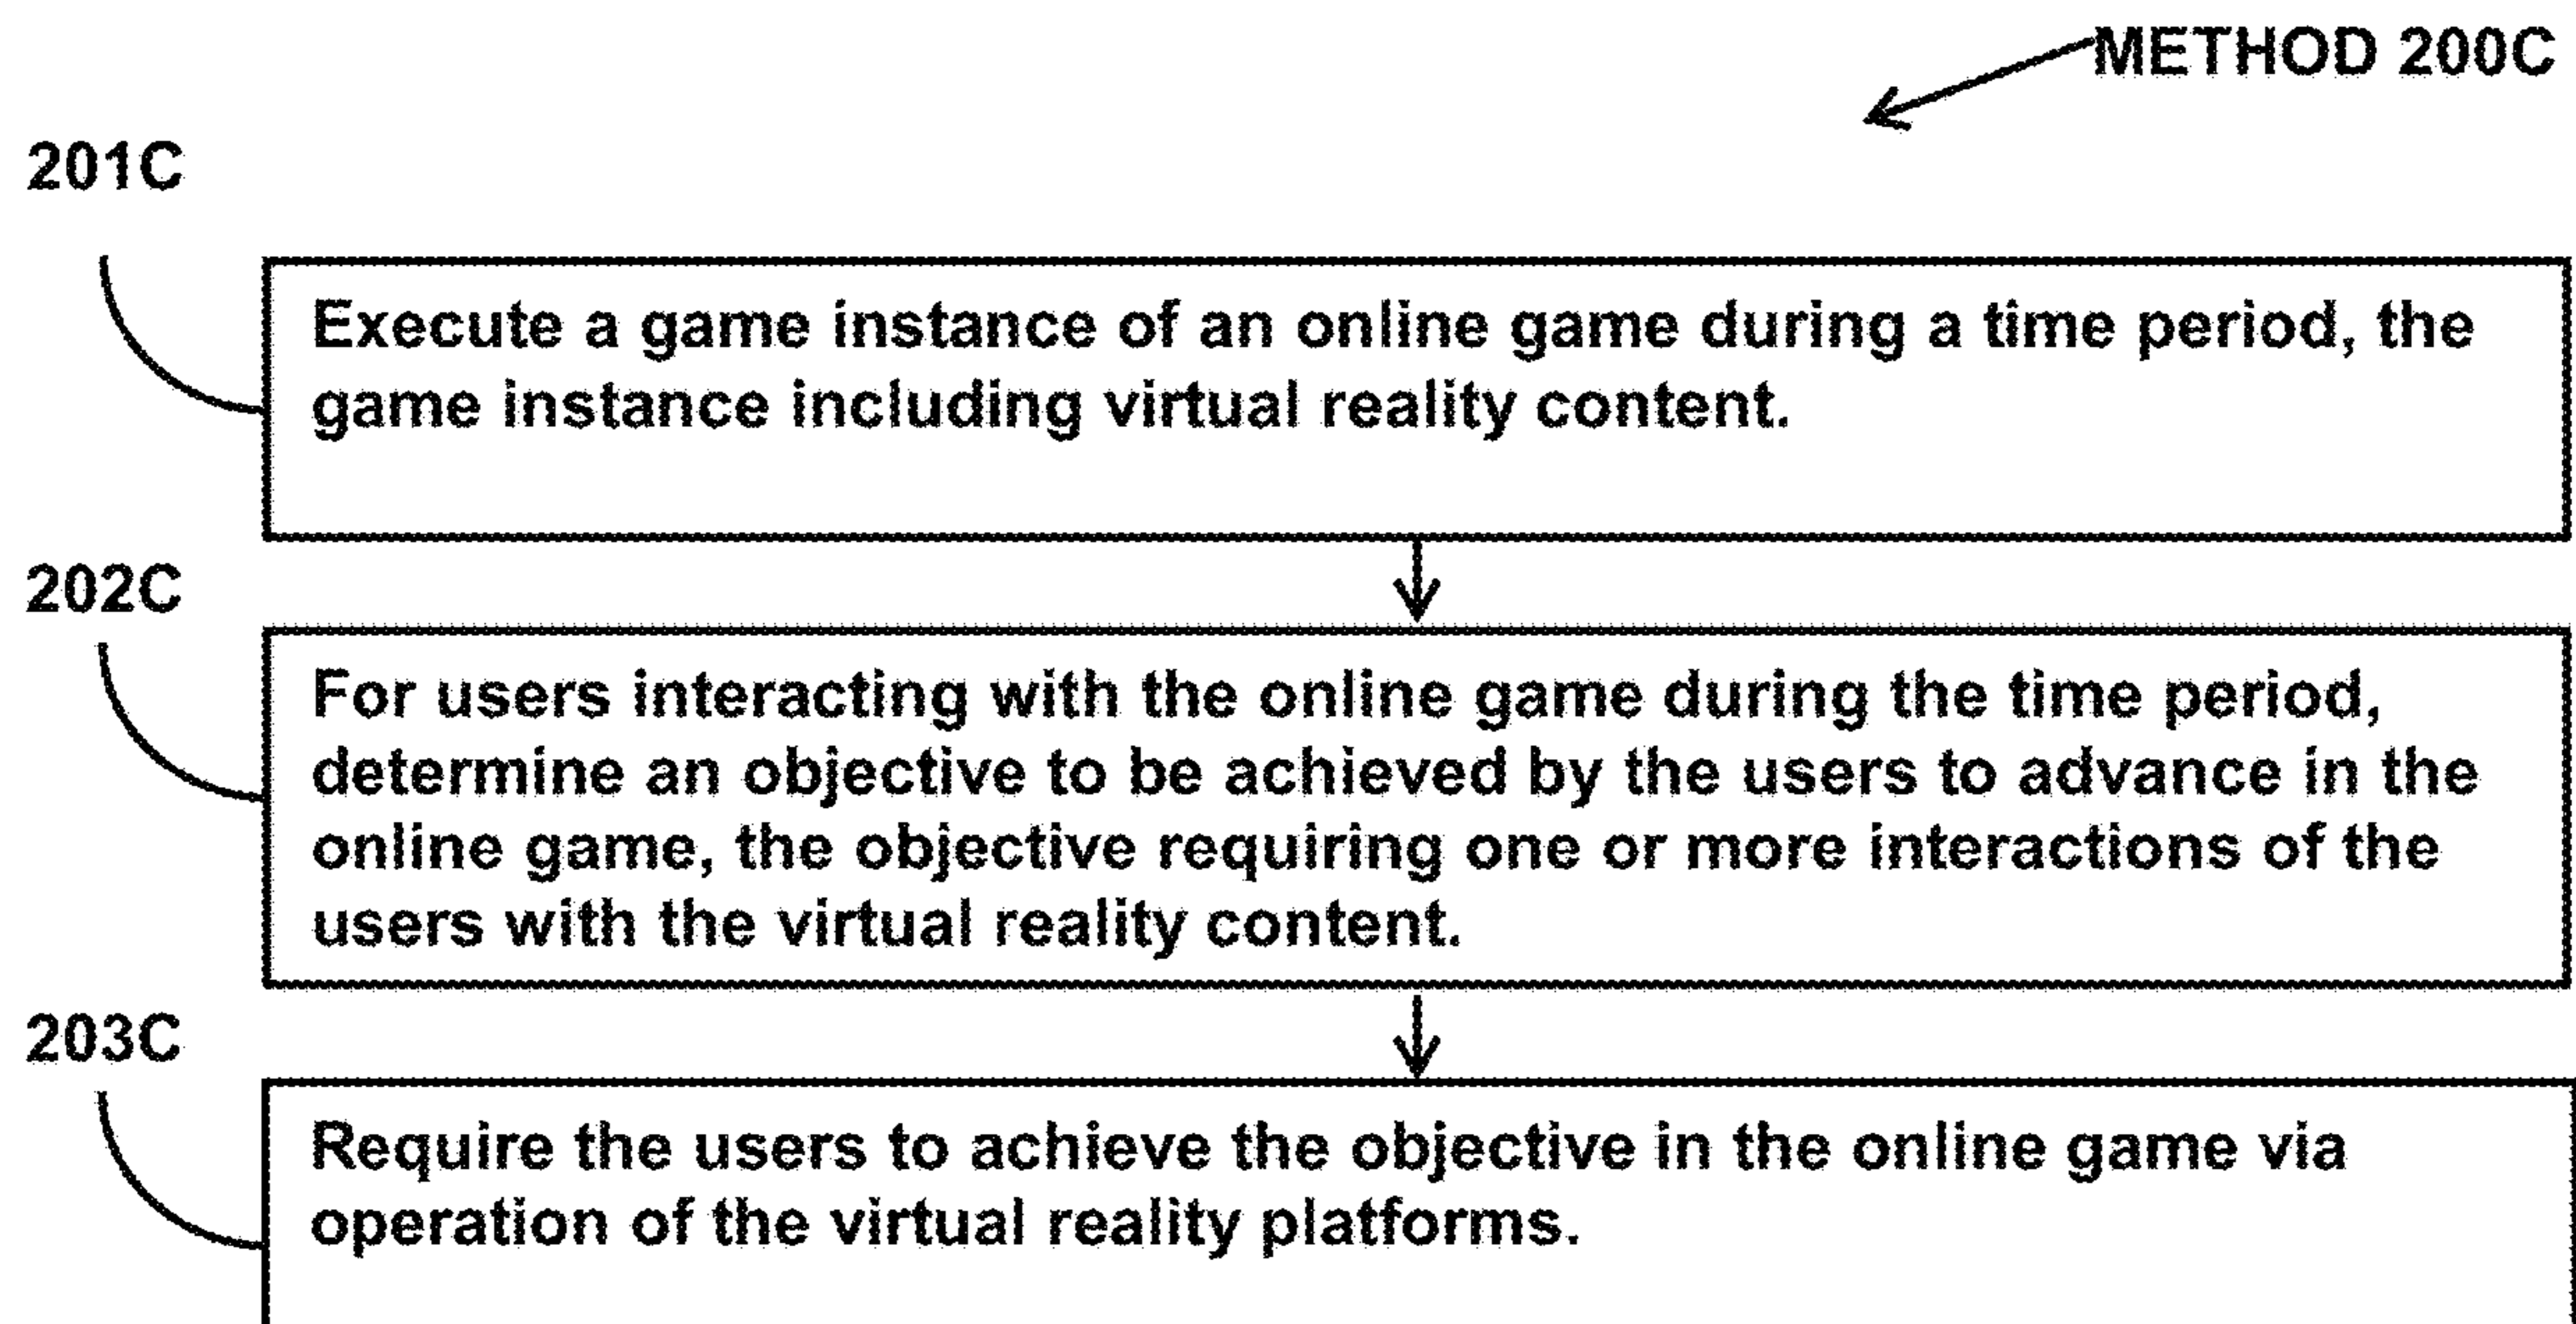 METHOD 200C
201C
Execute a game instance of an online game during a time period, the
game instance including virtual reality content.
202C
For users interacting with the online game during the time period,
determine an objective to be achieved by the users to advance in the
online game, the objective requiring one or more interactions of the
users with the virtual reality content.
203C
Require the users to achieve the objective in the online game via
operation of the virtual reality platforms.